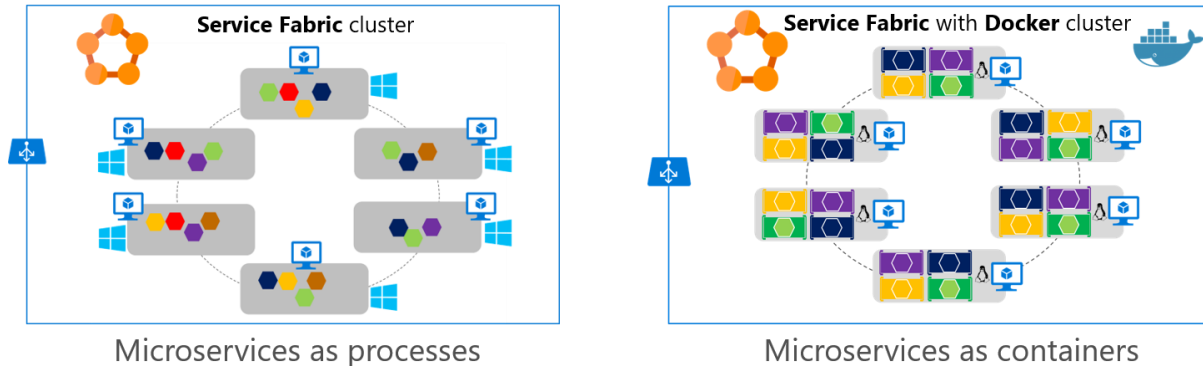 Service Fabric cluster
Service Fabric with Docker cluster
Microservices as processes
Microservices as containers